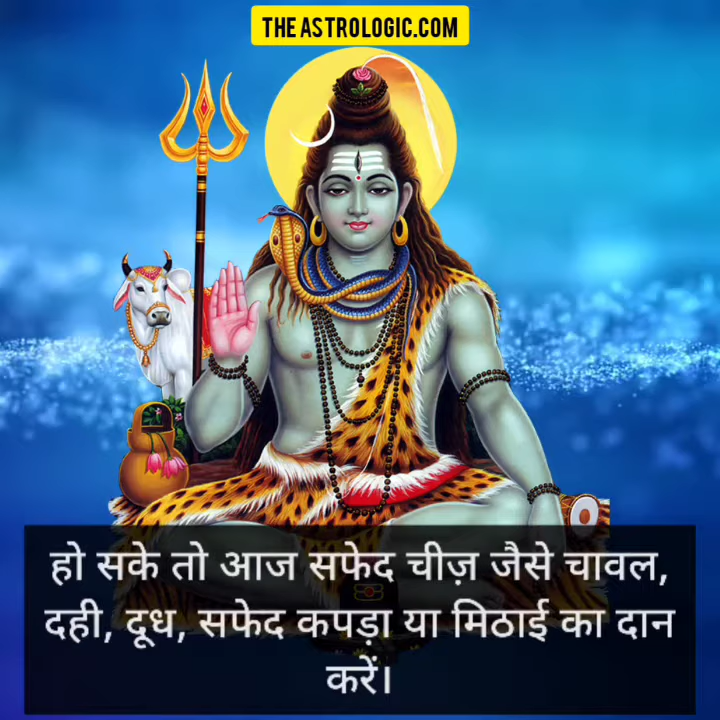 THE ASTROLOGIC.COM
हो सके तो आज सफेद चीज़ जैसे चावल,
दही, दूध, सफेद कपड़ा या मिठाई का दान
करें।